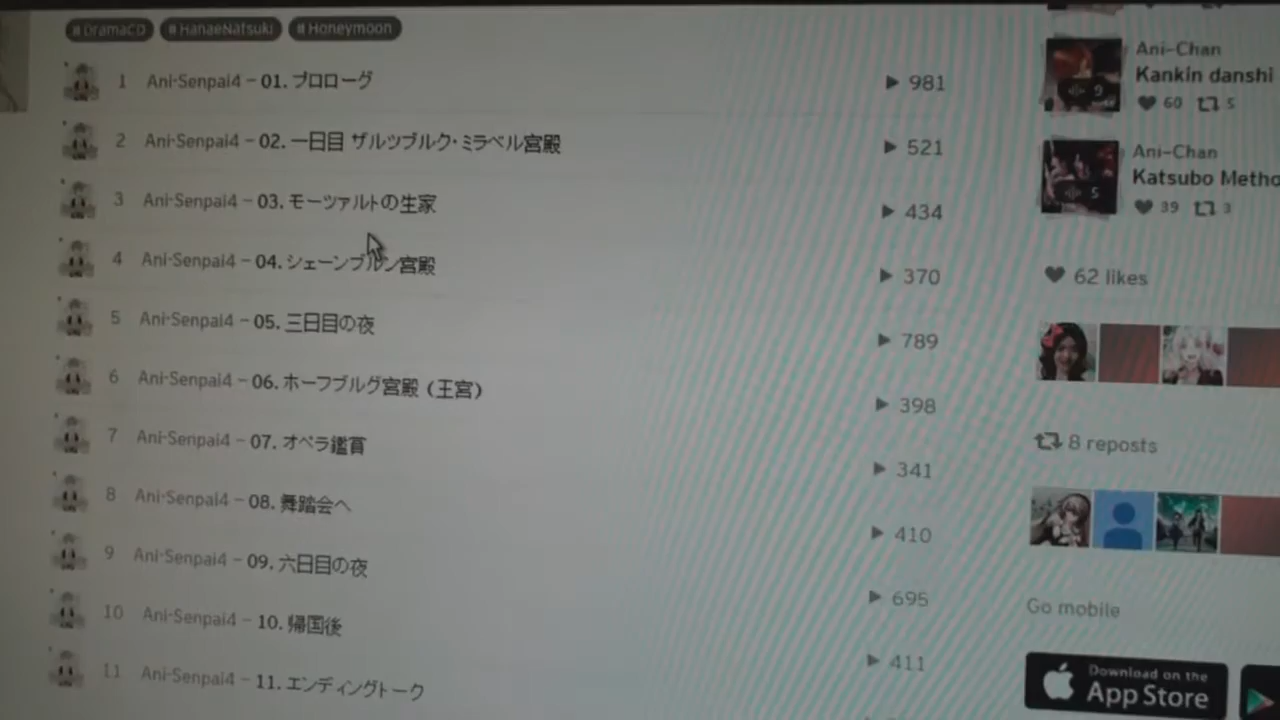 # DramaCD # HanaeNatsuki # Honeymoon
1 Ani-Senpai4 – 01. プロローグ ▶ 981
2 Ani-Senpai4 – 02. 一日目 ザルツブルク・ミラベル宮殿 ▶ 521
3 Ani-Senpai4 – 03. モーツァルトの生家 ▶ 434
4 Ani-Senpai4 – 04. シェーンブルン宮殿 ▶ 370
5 Ani-Senpai4 – 05. 三日目の夜 ▶ 789
6 Ani-Senpai4 – 06. ホーフブルグ宮殿（王宮） ▶ 398
7 Ani-Senpai4 – 07. オペラ鑑賞 ▶ 341
8 Ani-Senpai4 – 08. 舞踏会へ ▶ 410
9 Ani-Senpai4 – 09. 六日目の夜 ▶ 695
10 Ani-Senpai4 – 10. 帰国後 ▶ 411
11 Ani-Senpai4 – 11. エンディングトーク
Ani-Chan
Kankin danshi
9
60 5
Ani-Chan
Katsubo Metho
5
39 3
62 likes
8 reposts
Go mobile
Download on the
App Store